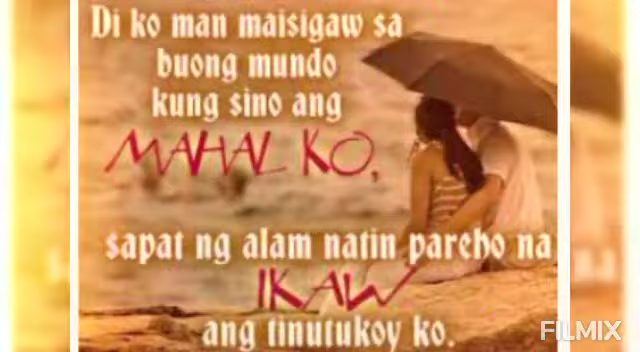 Di ko man maisigaw sa
buong mundo
kung sino ang
MAHAL KO,
sapat ng alam natin pareho na
IKAW
ang tinutukoy ko.
FILMIX